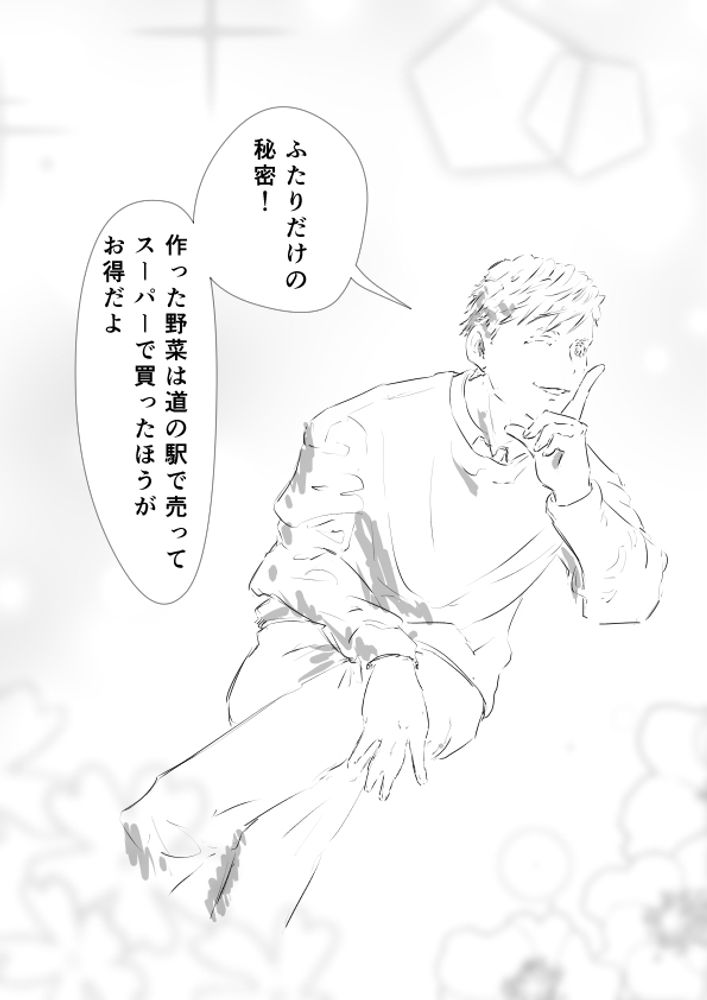 ふたりだけの
秘密!
作った野菜は道の駅で売って
スーパーで買ったほうが
お得だよ